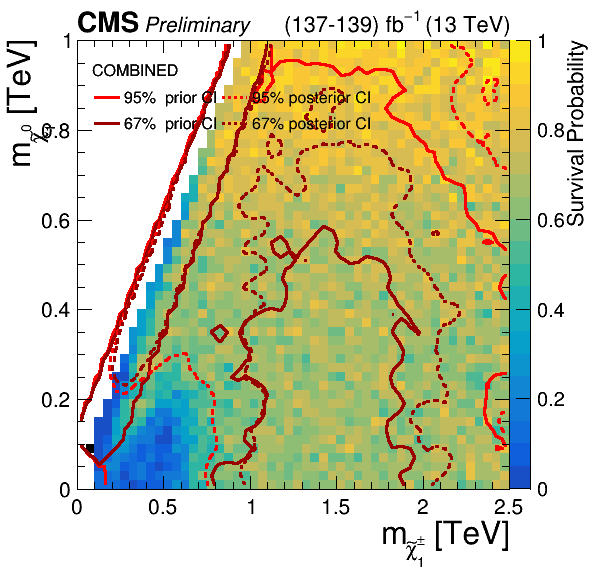 CMS Preliminary (137-139) fb⁻¹ (13 TeV)
COMBINED
95% prior CI 95% posterior CI
67% prior CI 67% posterior CI
m_χ̃⁰₁ [TeV]
1
0.8
0.6
0.4
0.2
0
0 0.5 1 1.5 2 2.5
m_χ̃±₁ [TeV]
1
0.8
0.6
0.4
0.2
0
Survival Probability